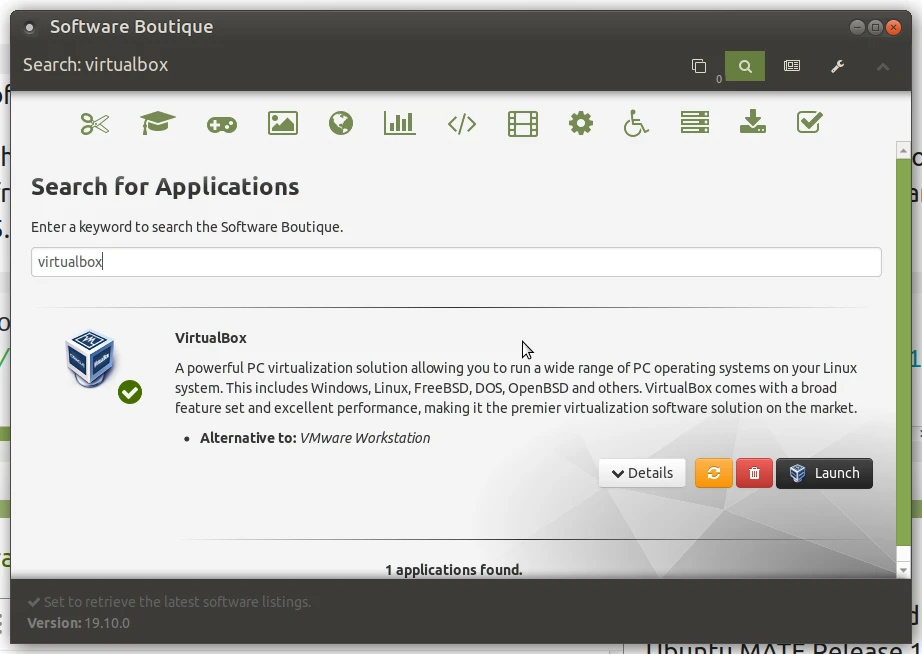 Software Boutique
Search: virtualbox
0
Search for Applications
Enter a keyword to search the Software Boutique.
virtualbox
VirtualBox
A powerful PC virtualization solution allowing you to run a wide range of PC operating systems on your Linux
system. This includes Windows, Linux, FreeBSD, DOS, OpenBSD and others. VirtualBox comes with a broad
feature set and excellent performance, making it the premier virtualization software solution on the market.
• Alternative to: VMware Workstation
Details
Launch
1 applications found.
Set to retrieve the latest software listings.
Version: 19.10.0
Ubuntu MATE Release 1